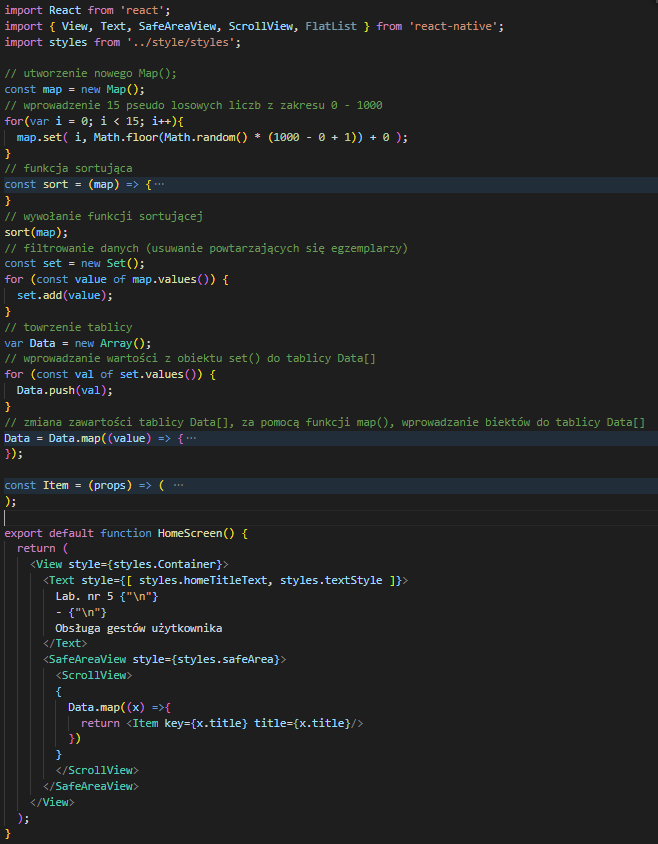 import React from 'react';
import { View, Text, SafeAreaView, ScrollView, FlatList } from 'react-native';
import styles from '../style/styles';

// utworzenie nowego Map();
const map = new Map();
// wprowadzenie 15 pseudo losowych liczb z zakresu 0 - 1000
for(var i = 0; i < 15; i++){
  map.set( i, Math.floor(Math.random() * (1000 - 0 + 1)) + 0 );
}
// funkcja sortująca
const sort = (map) => {⋯
}
// wywołanie funkcji sortującej
sort(map);
// filtrowanie danych (usuwanie powtarzających się egzemplarzy)
const set = new Set();
for (const value of map.values()) {
  set.add(value);
}
// towrzenie tablicy
var Data = new Array();
// wprowadzanie wartości z obiektu set() do tablicy Data[]
for (const val of set.values()) {
  Data.push(val);
}
// zmiana zawartości tablicy Data[], za pomocą funkcji map(), wprowadzanie biektów do tablicy Data[]
Data = Data.map((value) => {⋯
});

const Item = (props) => ( ⋯
);

export default function HomeScreen() {
  return (
    <View style={styles.Container}>
      <Text style={[ styles.homeTitleText, styles.textStyle ]}>
        Lab. nr 5 {"\n"}
        - {"\n"}
        Obsługa gestów użytkownika
      </Text>
      <SafeAreaView style={styles.safeArea}>
        <ScrollView>
        {
          Data.map((x) =>{
            return <Item key={x.title} title={x.title}/>
          })
        }
        </ScrollView>
      </SafeAreaView>
    </View>
  );
}